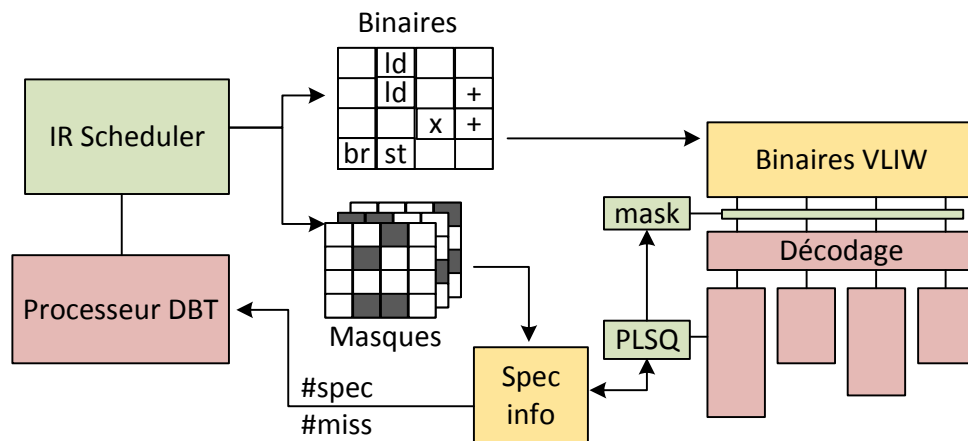 Binaires
IR Scheduler
ld
ld +
x +
br st
Binaires VLIW
mask
Décodage
Processeur DBT
Masques
PLSQ
Spec
info
#spec
#miss